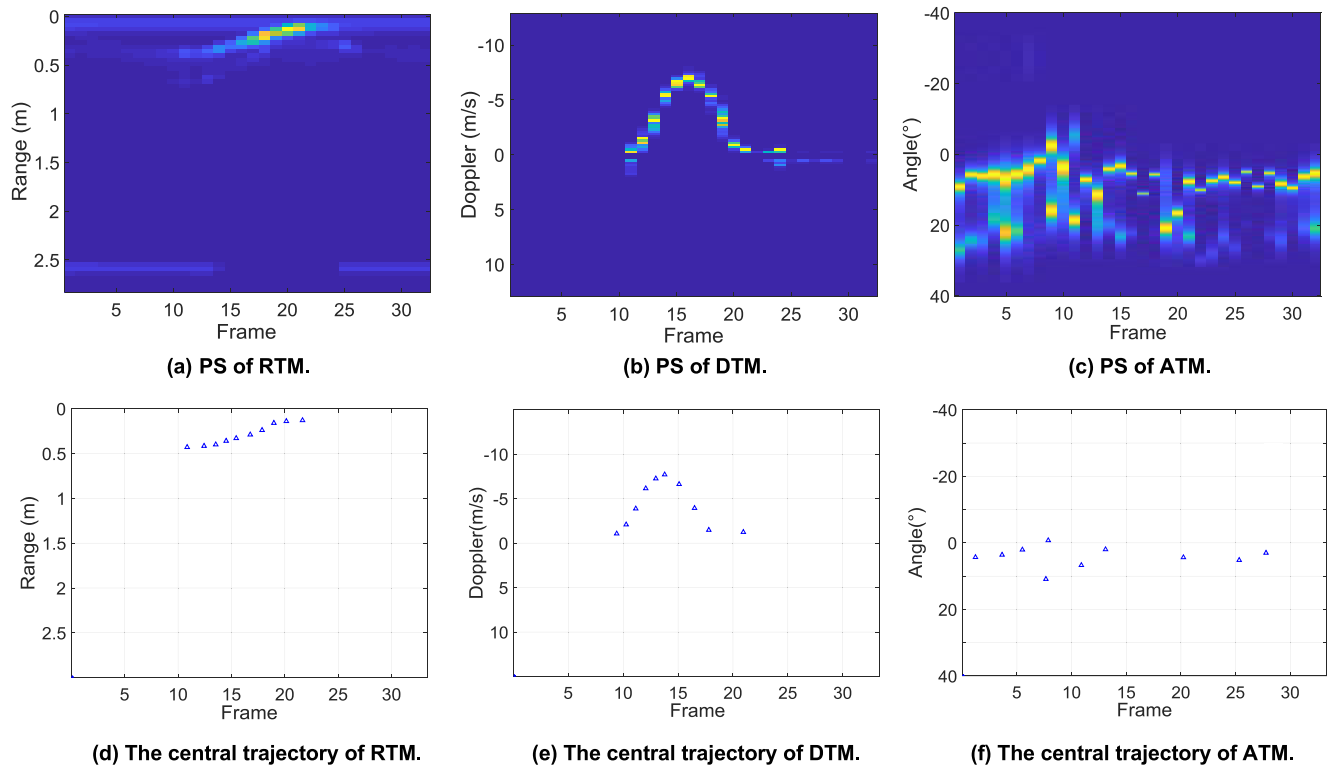 0
0.5
1
1.5
2
2.5
Range (m)
5 10 15 20 25 30
Frame
(a) PS of RTM.
-10
-5
0
5
10
Doppler (m/s)
5 10 15 20 25 30
Frame
(b) PS of DTM.
-40
-20
0
20
40
Angle(°)
5 10 15 20 25 30
Frame
(c) PS of ATM.
0
0.5
1
1.5
2
2.5
Range (m)
5 10 15 20 25 30
Frame
(d) The central trajectory of RTM.
-10
-5
0
5
10
Doppler(m/s)
5 10 15 20 25 30
Frame
(e) The central trajectory of DTM.
-40
-20
0
20
40
Angle(°)
5 10 15 20 25 30
Frame
(f) The central trajectory of ATM.